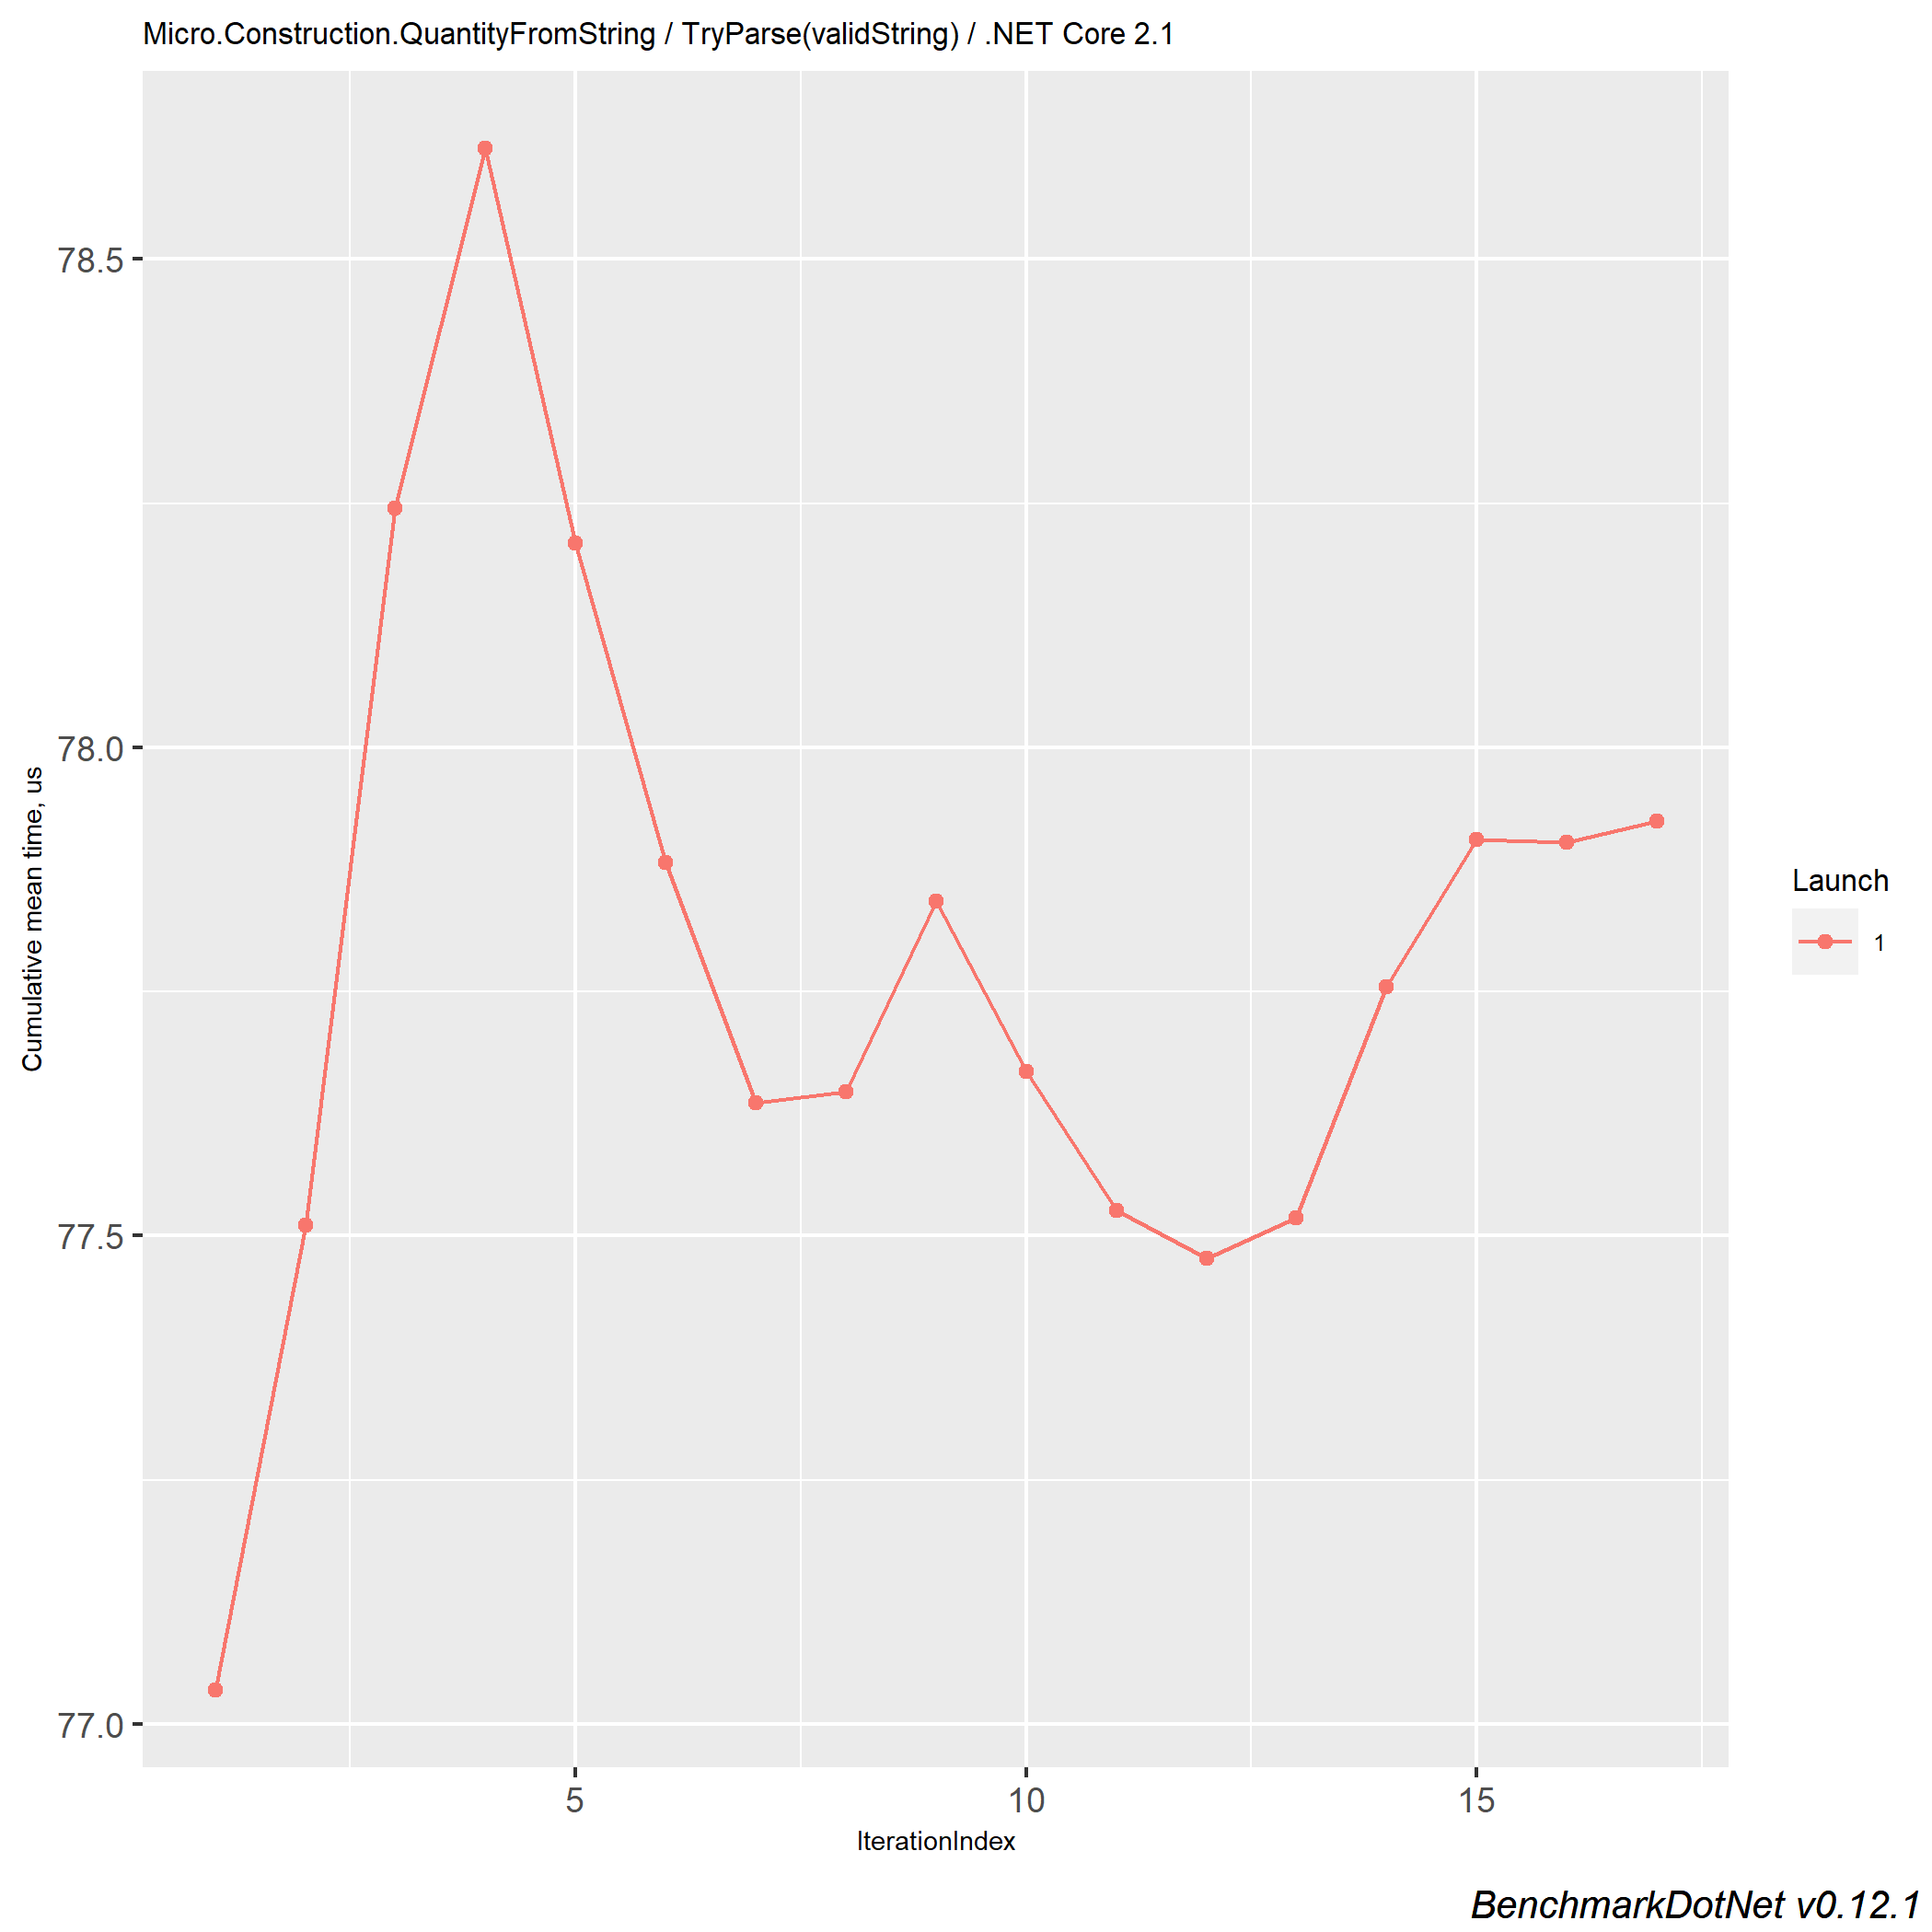 Micro.Construction.QuantityFromString / TryParse(validString) / .NET Core 2.1
78.5
78.0
77.5
77.0
Cumulative mean time, us
5
10
15
IterationIndex
Launch
1
BenchmarkDotNet v0.12.1